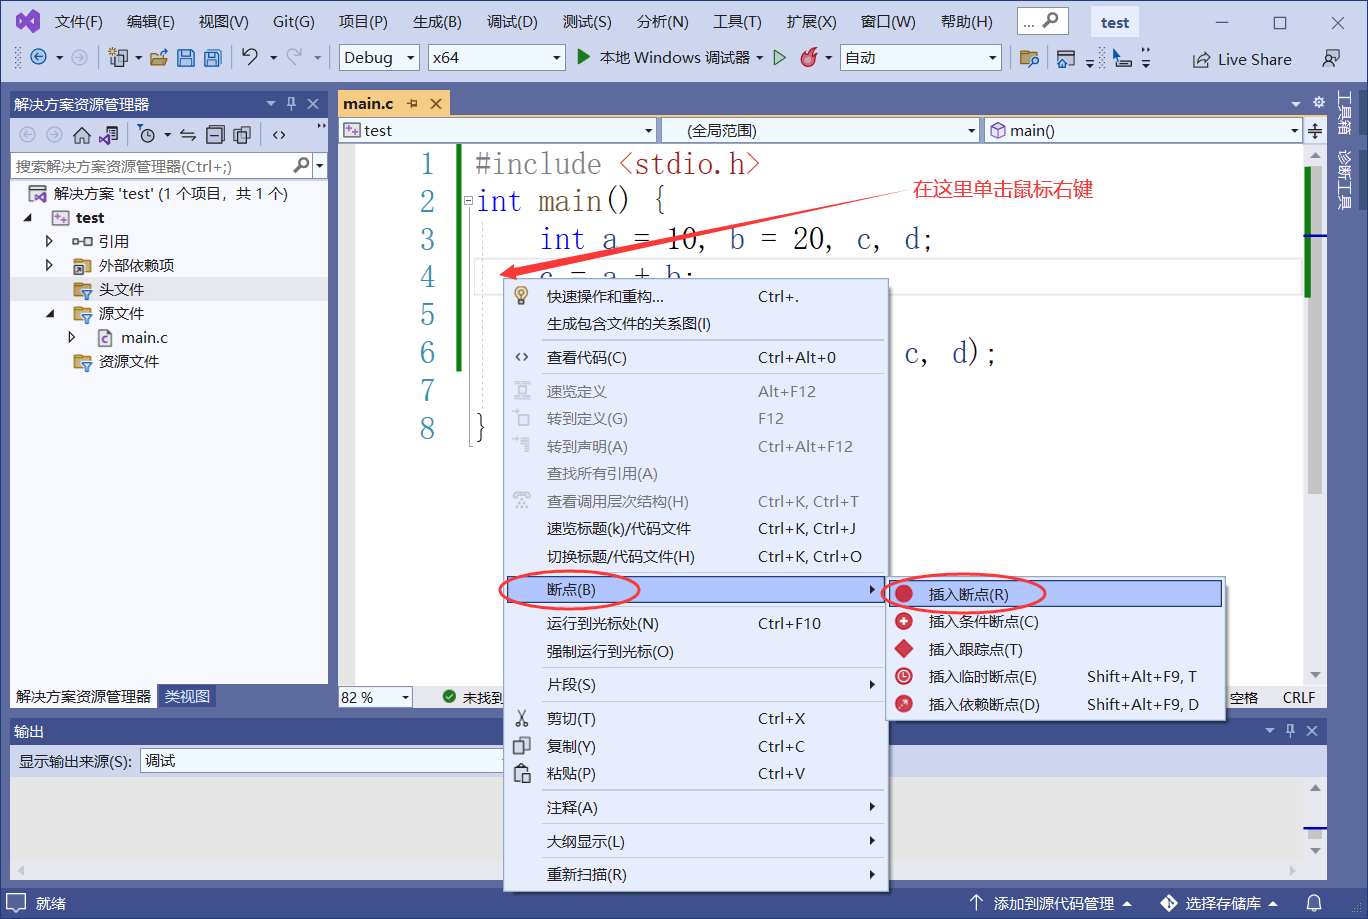 文件(F) 编辑(E) 视图(V) Git(G) 项目(P) 生成(B) 调试(D) 测试(S) 分析(N) 工具(T) 扩展(X) 窗口(W) 帮助(H) ... test
Debug x64 本地 Windows 调试器 自动 Live Share
解决方案资源管理器
搜索解决方案资源管理器(Ctrl+;)
解决方案 'test' (1 个项目，共 1 个)
test
引用
外部依赖项
头文件
源文件
main.c
资源文件
解决方案资源管理器 类视图
main.c
test (全局范围) main()
1 #include <stdio.h>
2 int main() {
3 int a = 10, b = 20, c, d;
4 c = a + b;
5
6 c, d);
7
8 }
在这里单击鼠标右键
快速操作和重构... Ctrl+.
生成包含文件的关系图(I)
查看代码(C) Ctrl+Alt+0
速览定义 Alt+F12
转到定义(G) F12
转到声明(A) Ctrl+Alt+F12
查找所有引用(A)
查看调用层次结构(H) Ctrl+K, Ctrl+T
速览标题(k)/代码文件 Ctrl+K, Ctrl+J
切换标题/代码文件(H) Ctrl+K, Ctrl+O
断点(B)
运行到光标处(N) Ctrl+F10
强制运行到光标(O)
片段(S)
剪切(T) Ctrl+X
复制(Y) Ctrl+C
粘贴(P) Ctrl+V
注释(A)
大纲显示(L)
重新扫描(R)
插入断点(R)
插入条件断点(C)
插入跟踪点(T)
插入临时断点(E) Shift+Alt+F9, T
插入依赖断点(D) Shift+Alt+F9, D
82 % 未找到 空格 CRLF
工具箱
诊断工具
输出
显示输出来源(S): 调试
就绪 添加到源代码管理 选择存储库